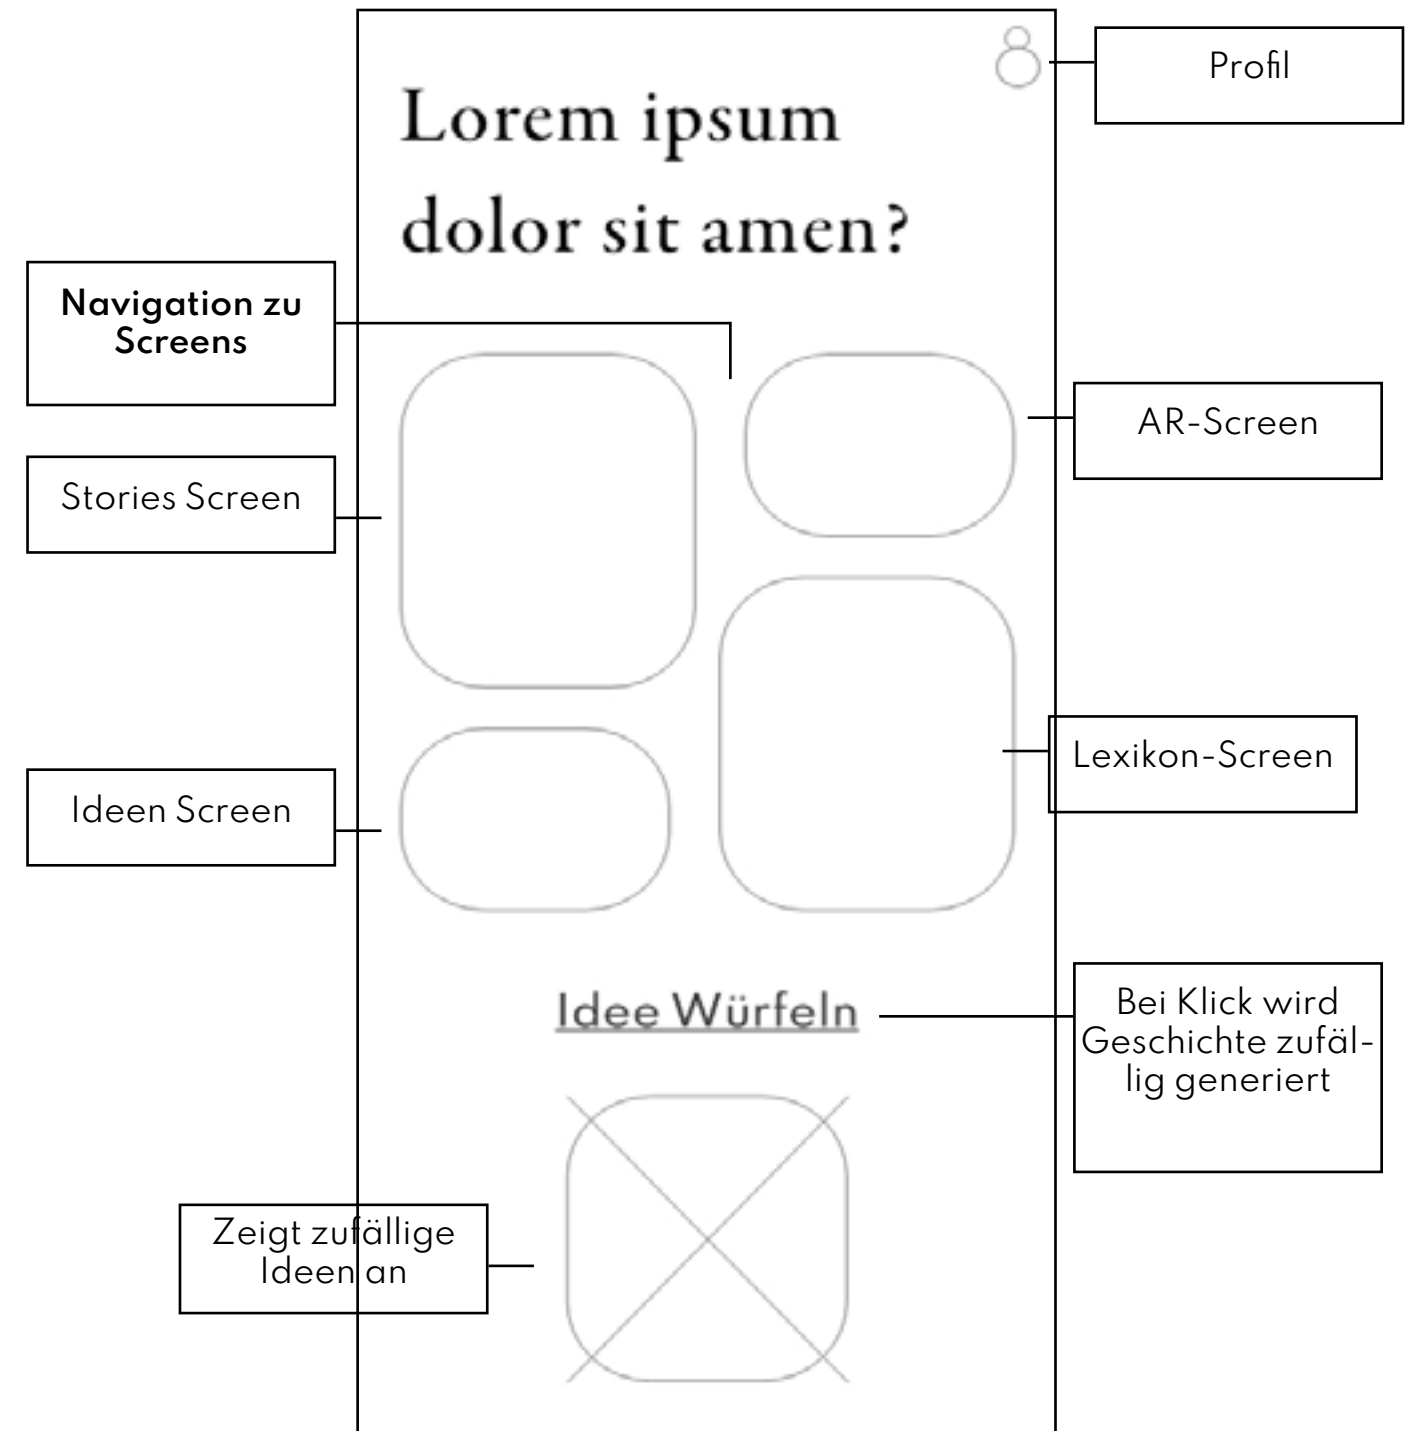 Profil
Lorem ipsum
dolor sit amen?
Navigation zu
Screens
AR-Screen
Stories Screen
Lexikon-Screen
Ideen Screen
Idee Würfeln
Bei Klick wird
Geschichte zufäl-
lig generiert
Zeigt zufällige
Ideen an